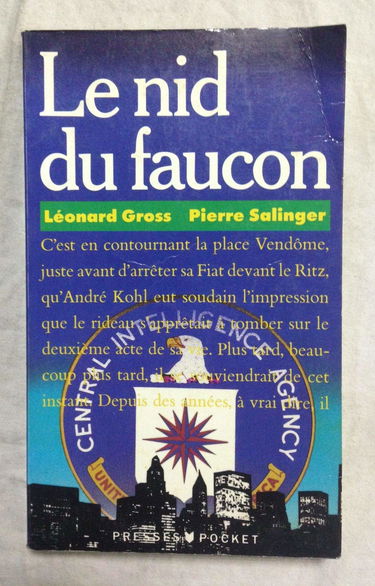 Le nid
du faucon
Léonard Gross Pierre Salinger
C'est en contournant la place Vendôme,
juste avant d'arrêter sa Fiat devant le Ritz,
qu'André Kohl eut soudain l'impression
que le rideau s'apprêtait à tomber sur le
deuxième acte de sa vie. Plus tard, beau-
coup plus tard, il se souviendrait de cet
instant. Depuis des années, à vrai dire, il
CENTRAL INTELLIGENCE AGENCY
UNIT
CA
PRESSES POCKET